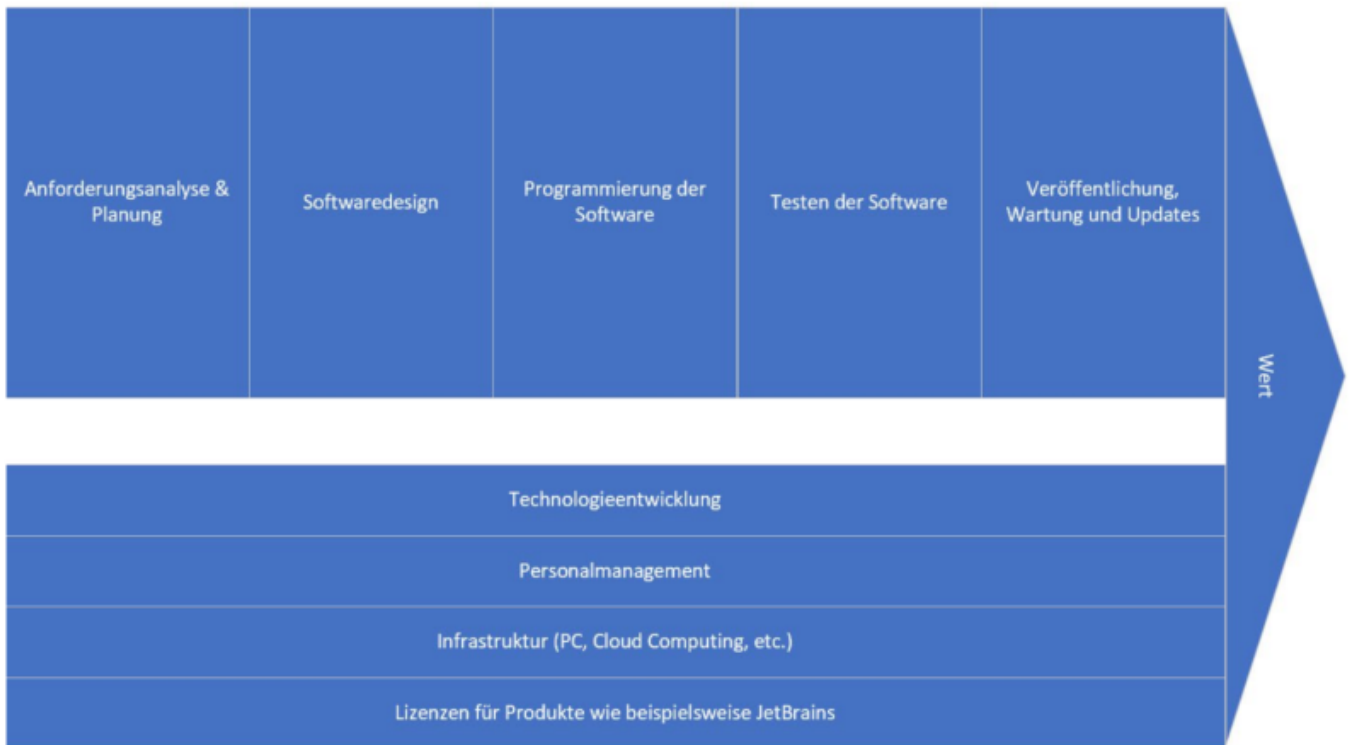 Anforderungsanalyse &
Planung
Softwaredesign
Programmierung der
Software
Testen der Software
Veröffentlichung,
Wartung und Updates
Wert
Technologieentwicklung
Personalmanagement
Infrastruktur (PC, Cloud Computing, etc.)
Lizenzen für Produkte wie beispielsweise JetBrains